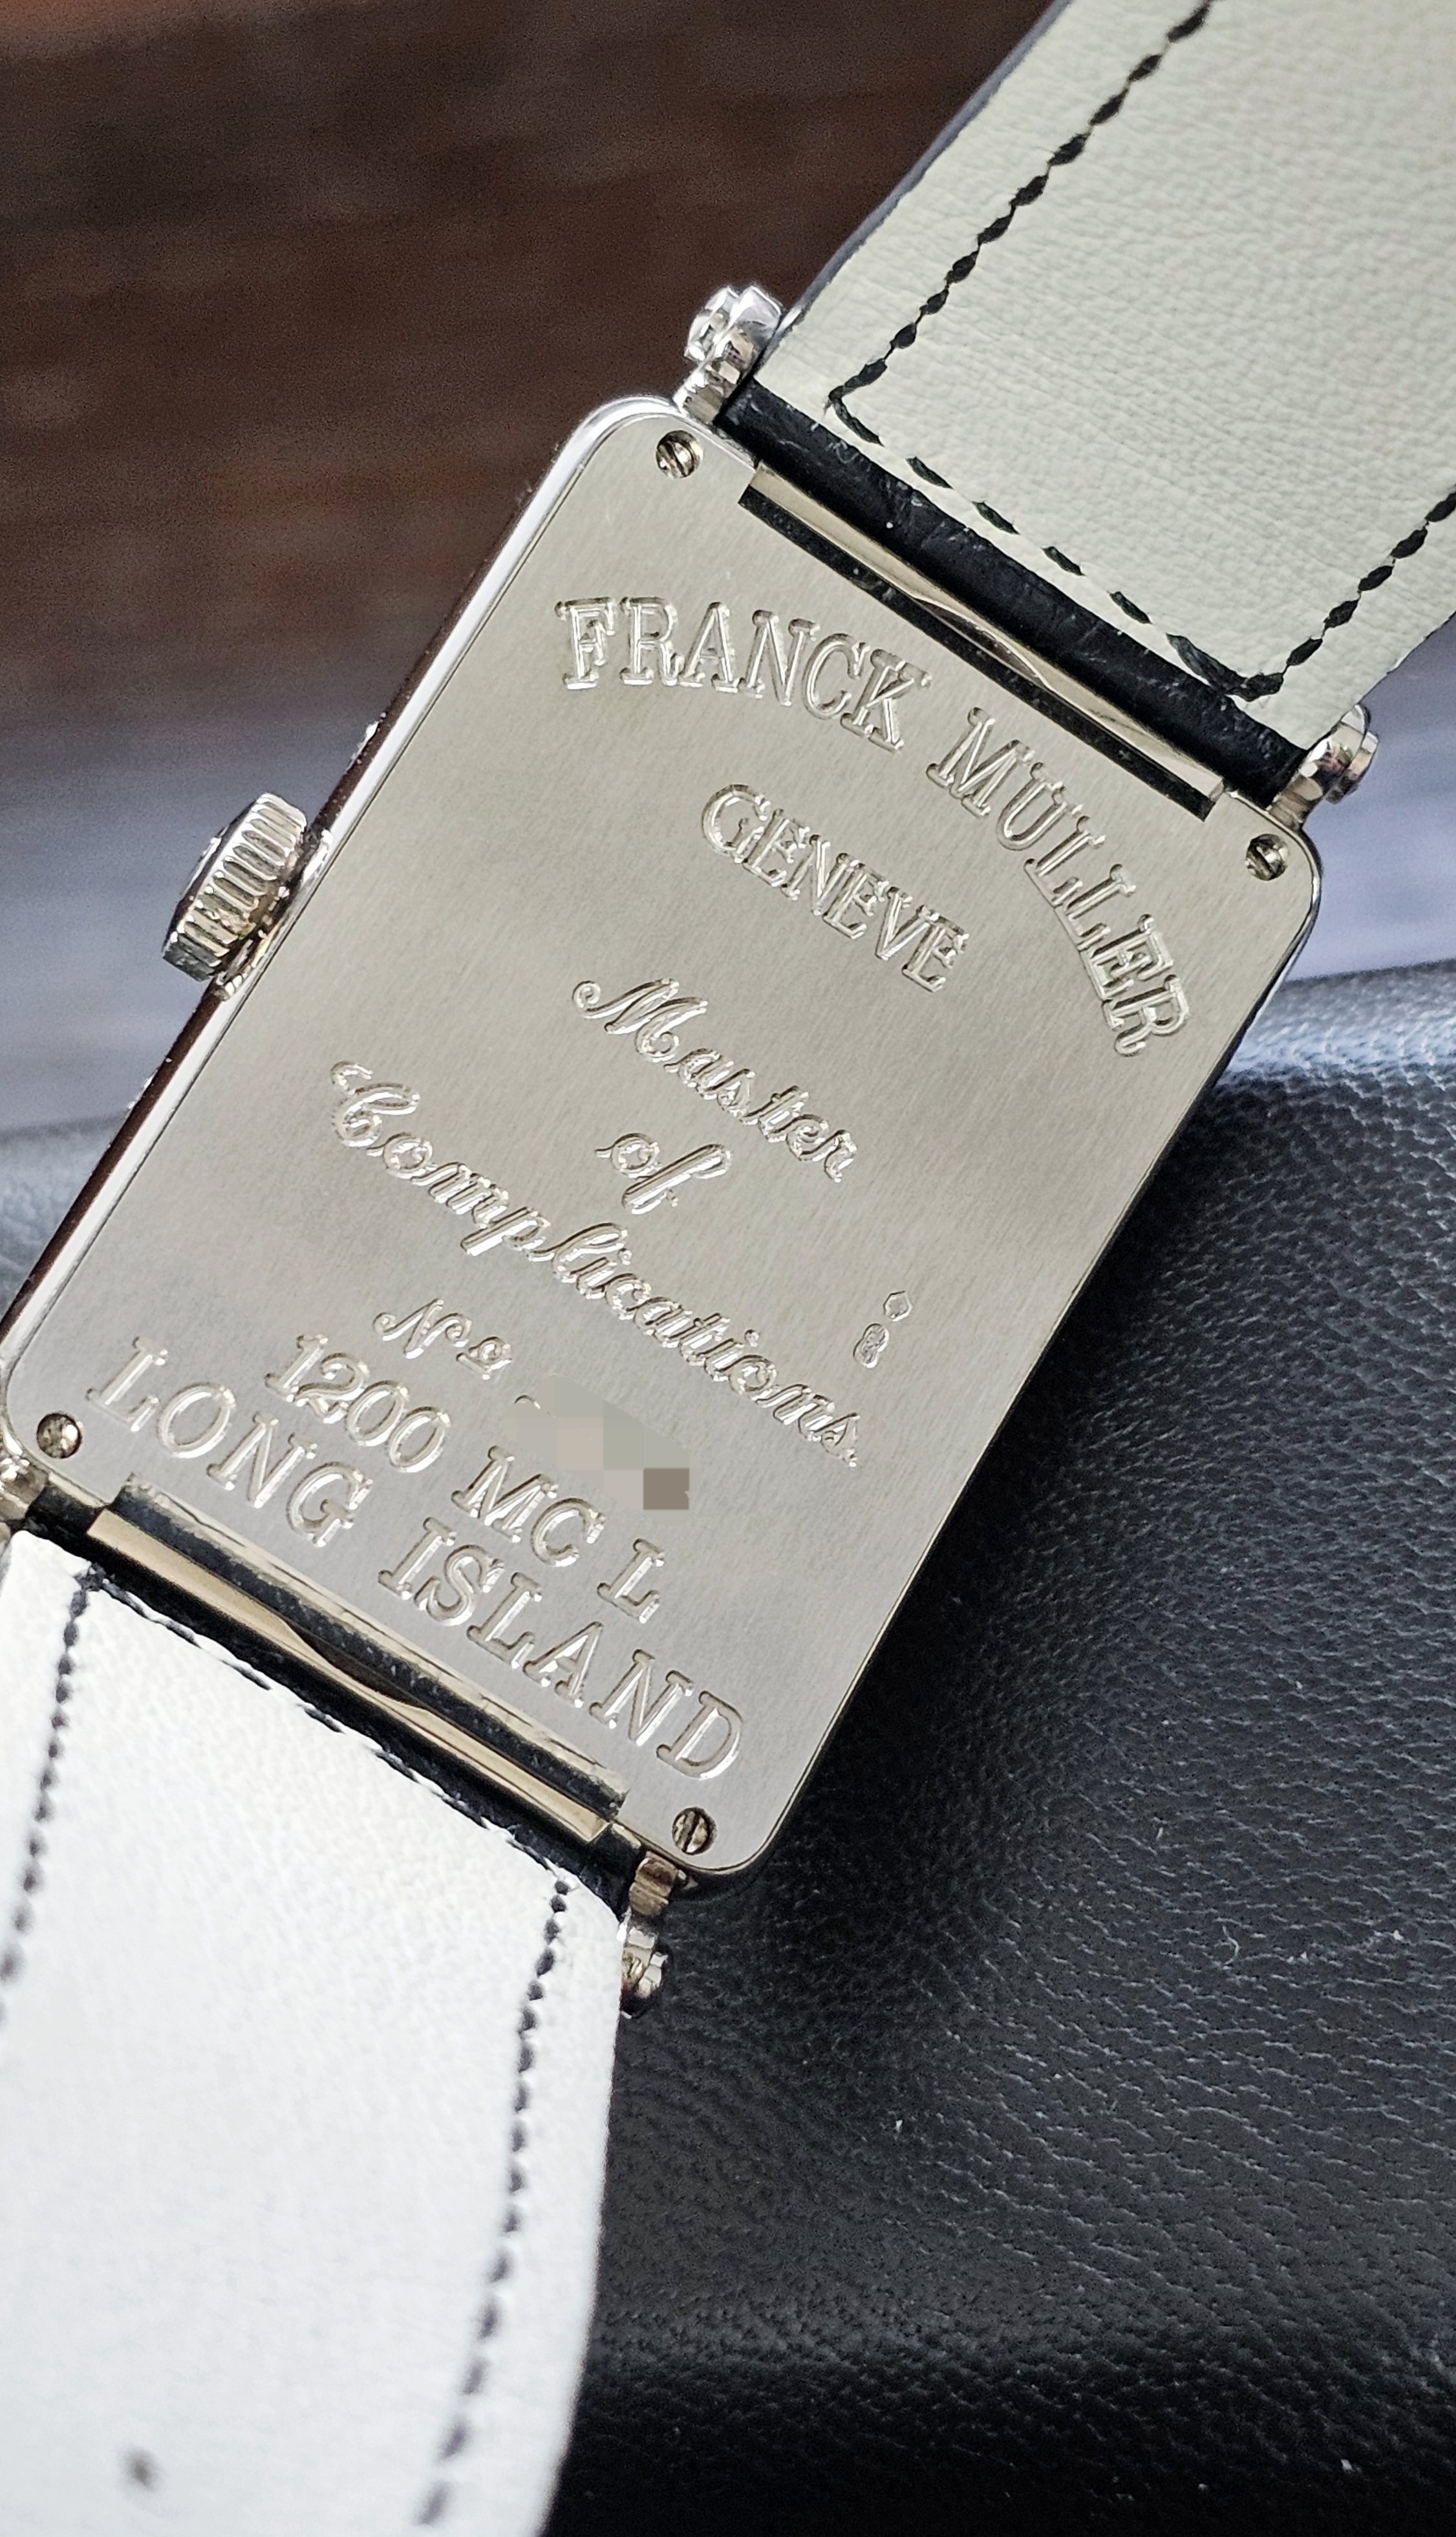 FRANCK MULLER
GENEVE
Master
of
Complications
No
1200 MC L
LONG ISLAND